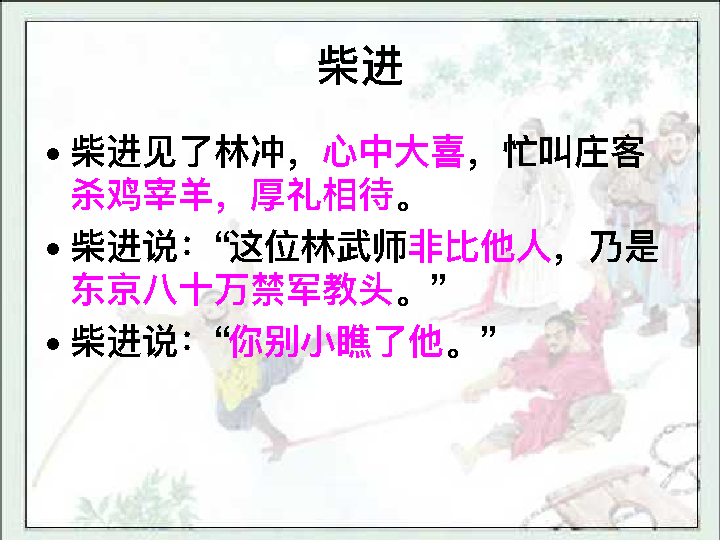 柴进
•柴进见了林冲，心中大喜，忙叫庄客
杀鸡宰羊，厚礼相待。
•柴进说：“这位林武师非比他人，乃是
东京八十万禁军教头。”
•柴进说：“你别小瞧了他。”